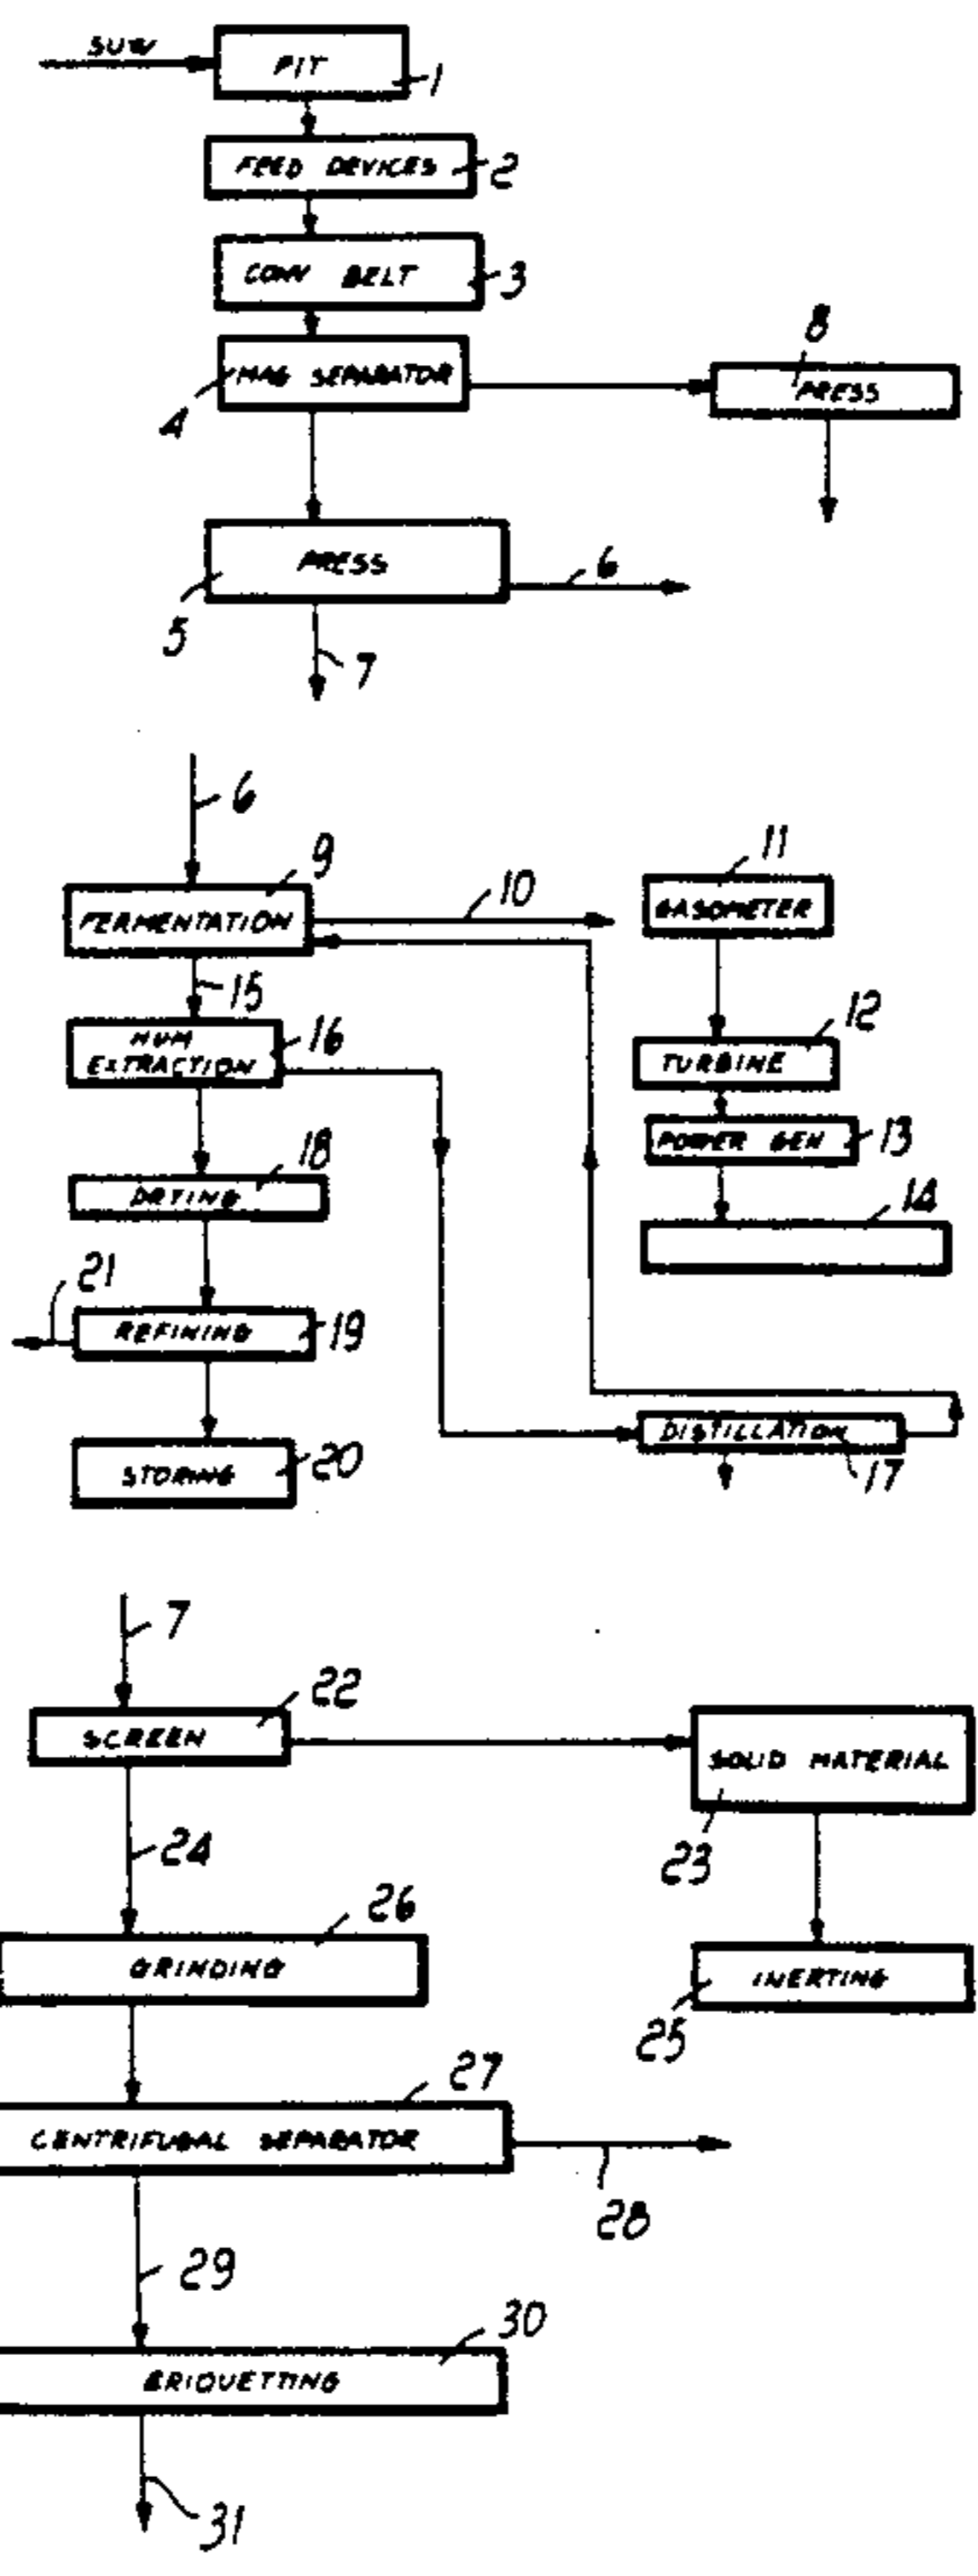 SUW
PIT
1
FEED DEVICES
2
CONV BELT
3
MAG SEPARATOR
4
8
PRESS
PRESS
5
6
7
6
9
FERMENTATION
10
11
GASOMETER
15
HUM
EXTRACTION
16
12
TURBINE
POWER GEN
13
18
DRYING
14
21
REFINING
19
STORING
20
DISTILLATION
17
7
22
SCREEN
SOLID MATERIAL
23
24
26
GRINDING
INERTING
25
27
CENTRIFUGAL SEPARATOR
28
29
30
BRIQUETTING
31